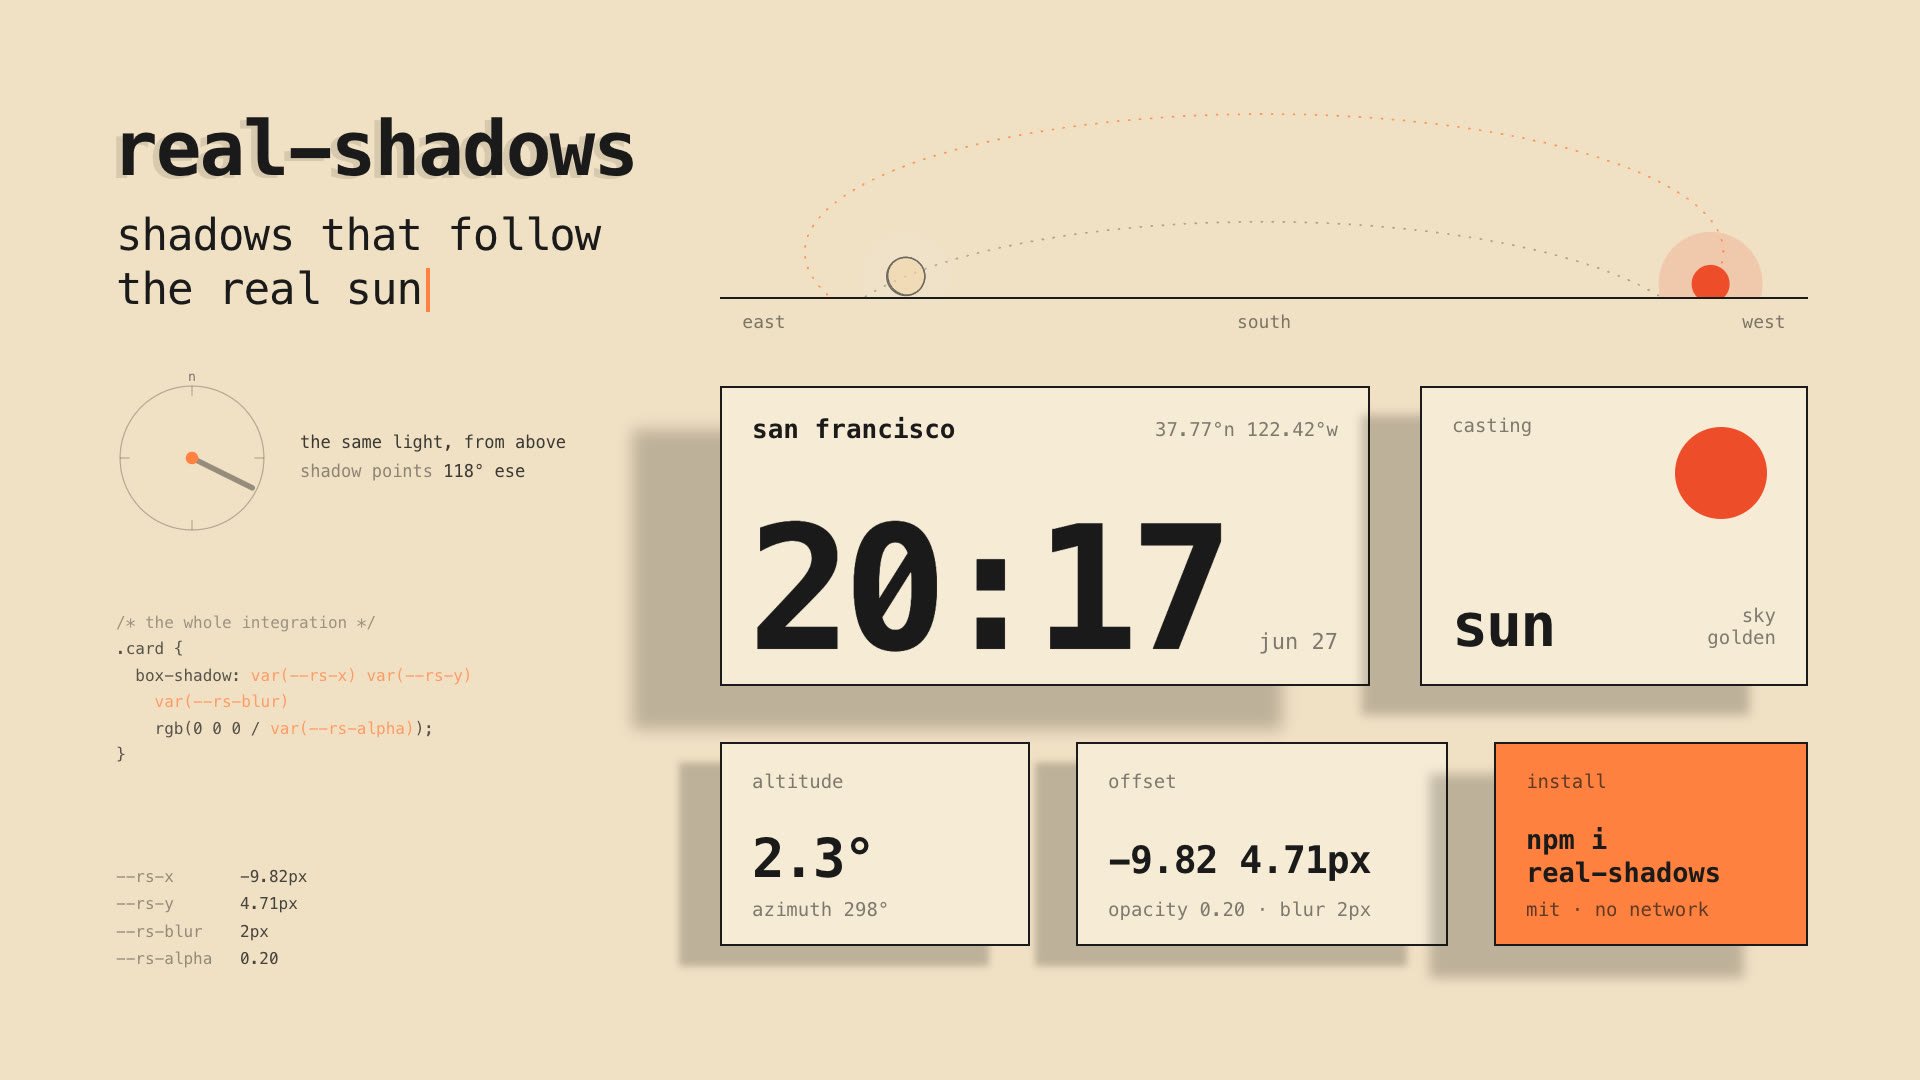 real-shadows
shadows that follow
the real sun
n
the same light, from above
shadow points 118° ese
/* the whole integration */
.card {
  box-shadow: var(--rs-x) var(--rs-y)
    var(--rs-blur)
    rgb(0 0 0 / var(--rs-alpha));
}
--rs-x -9.82px
--rs-y 4.71px
--rs-blur 2px
--rs-alpha 0.20
east south west
san francisco 37.77°n 122.42°w
20:17 jun 27
casting
sun
sky
golden
altitude
2.3°
azimuth 298°
offset
-9.82 4.71px
opacity 0.20 · blur 2px
install
npm i
real-shadows
mit · no network